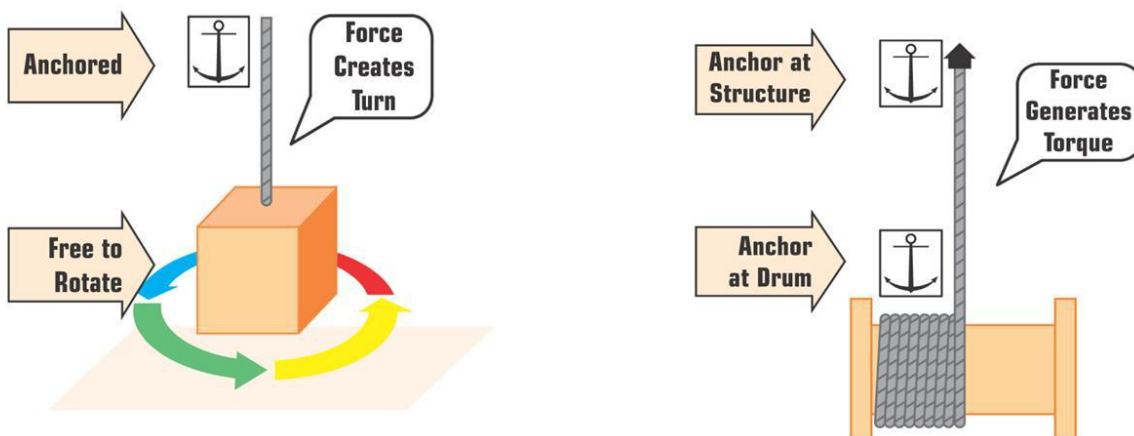 Anchored
Force
Creates
Turn
Free to
Rotate
Anchor at
Structure
Force
Generates
Torque
Anchor
at Drum